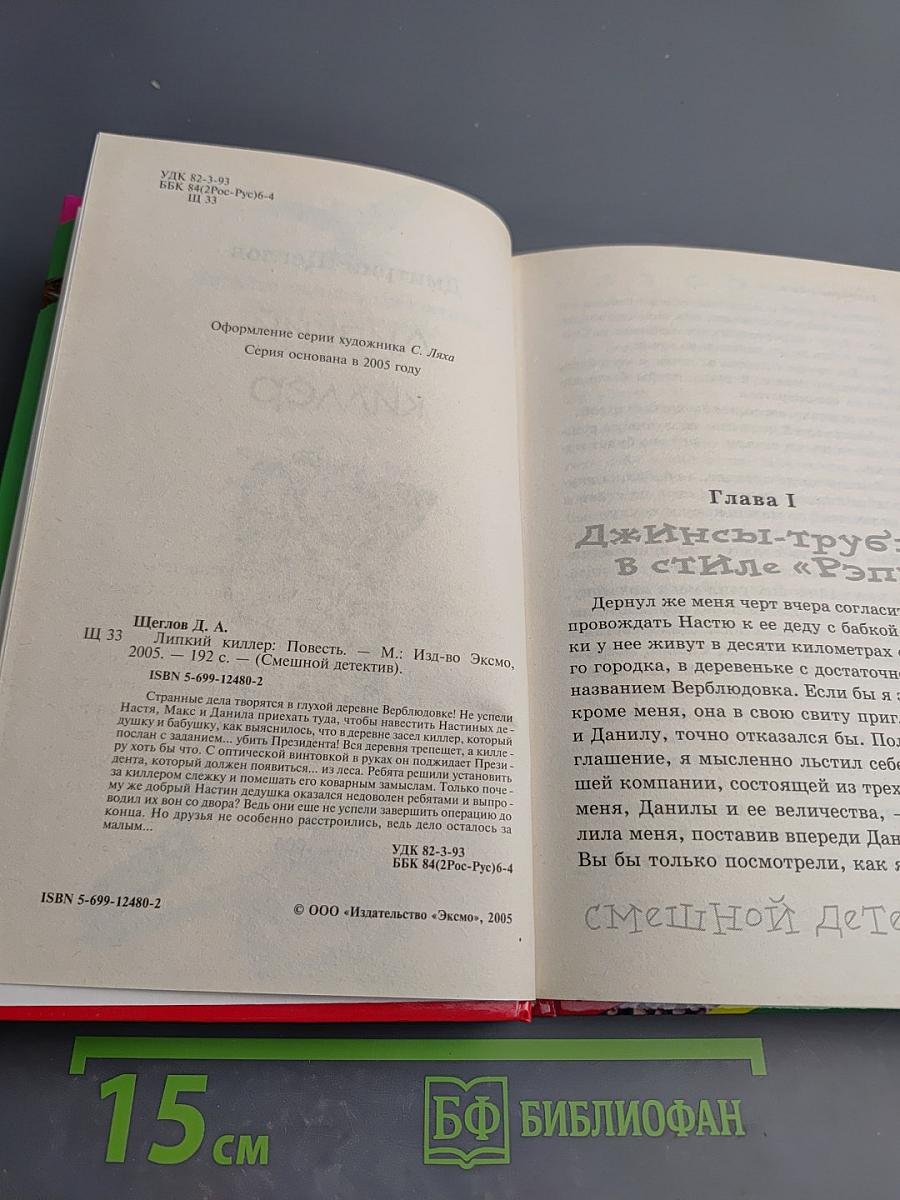 УДК 82-3-93
ББК 84(2Рос-Рус)6-4
Щ 33
Оформление серии художника С. Ляха
Серия основана в 2005 году
Щеглов Д. А.
Щ 33 Липкий киллер: Повесть. — М.: Изд-во Эксмо,
2005. — 192 с. — (Смешной детектив).
ISBN 5-699-12480-2
Странные дела творятся в глухой деревне Верблюдовке! Не успели
Настя, Макс и Данила приехать туда, чтобы навестить Настиных де-
душку и бабушку, как выяснилось, что в деревне засел киллер, который
послан с заданием... убить Президента! Вся деревня трепещет, а килле-
ру хоть бы что. С оптической винтовкой в руках он поджидает Прези-
дента, который должен появиться... из леса. Ребята решили установить
за киллером слежку и помешать его коварным замыслам. Только поче-
му же добрый Настин дедушка оказался недоволен ребятами и выпро-
водил их вон со двора? Ведь они еще не успели завершить операцию до
конца. Но друзья не особенно расстроились, ведь дело осталось за
малым...
УДК 82-3-93
ББК 84(2Рос-Рус)6-4
ISBN 5-699-12480-2
© ООО «Издательство «Эксмо», 2005
Глава I
Джинсы-труб
в стиле «Рэп
Дернул же меня черт вчера согласит
провождать Настю к ее деду с бабкой
ки у нее живут в десяти километрах
го городка, в деревеньке с достаточн
названием Верблюдовка. Если бы я
кроме меня, она в свою свиту приг
и Данилу, точно отказался бы. Пол
глашение, я мысленно льстил себе
шей компании, состоящей из трех
меня, Данилы и ее величества, —
лила меня, поставив впереди Дан
Вы бы только посмотрели, как я
смешной дете
15 см
БФ БИБЛИОФАН